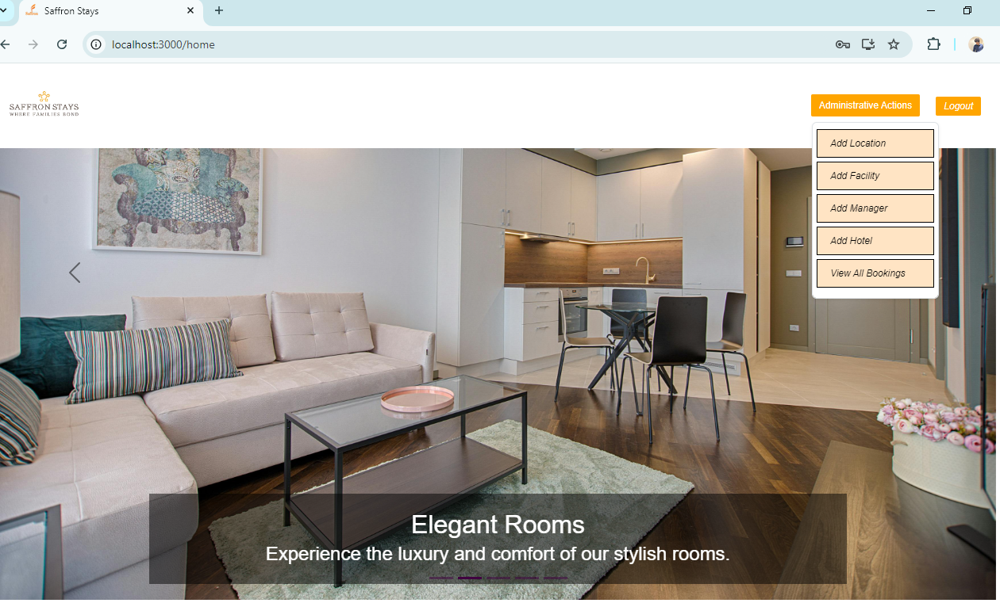 Saffron Stays
localhost:3000/home
SAFFRON STAYS
WHERE FAMILIES BOND
Administrative Actions
Logout
Add Location
Add Facility
Add Manager
Add Hotel
View All Bookings
Elegant Rooms
Experience the luxury and comfort of our stylish rooms.